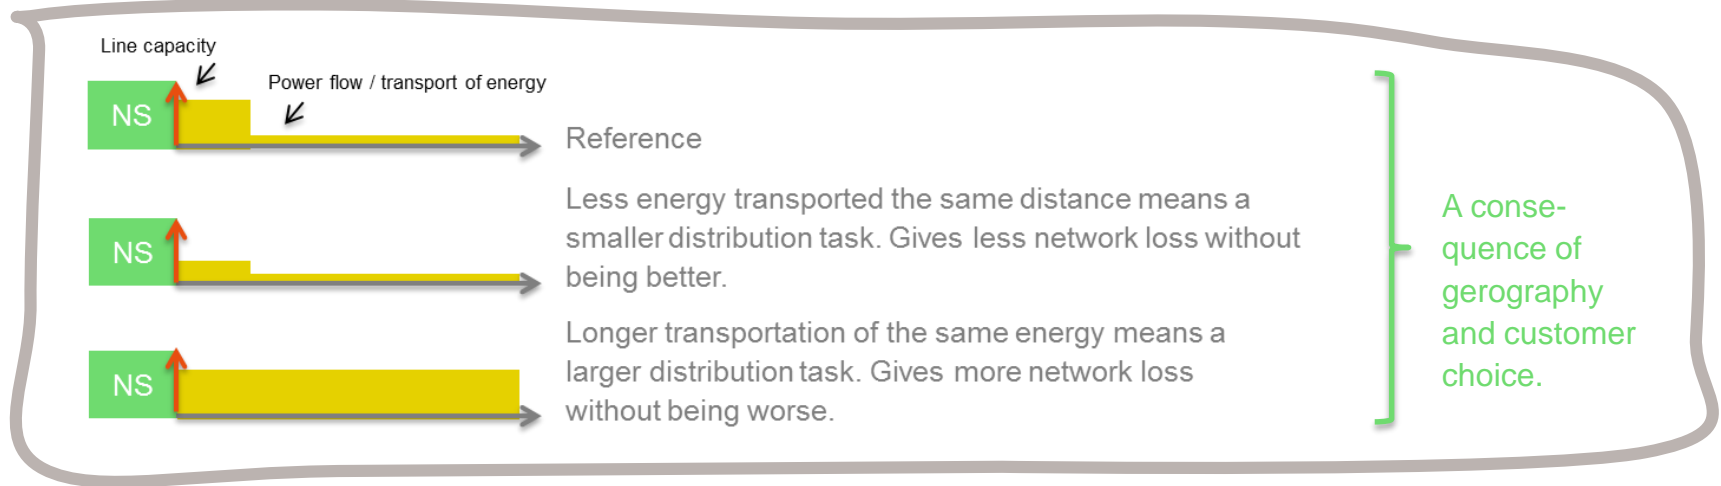 Line capacity
Power flow / transport of energy
NS
Reference
NS
Less energy transported the same distance means a
smaller distribution task. Gives less network loss without
being better.
NS
Longer transportation of the same energy means a
larger distribution task. Gives more network loss
without being worse.
A conse-
quence of
gerography
and customer
choice.